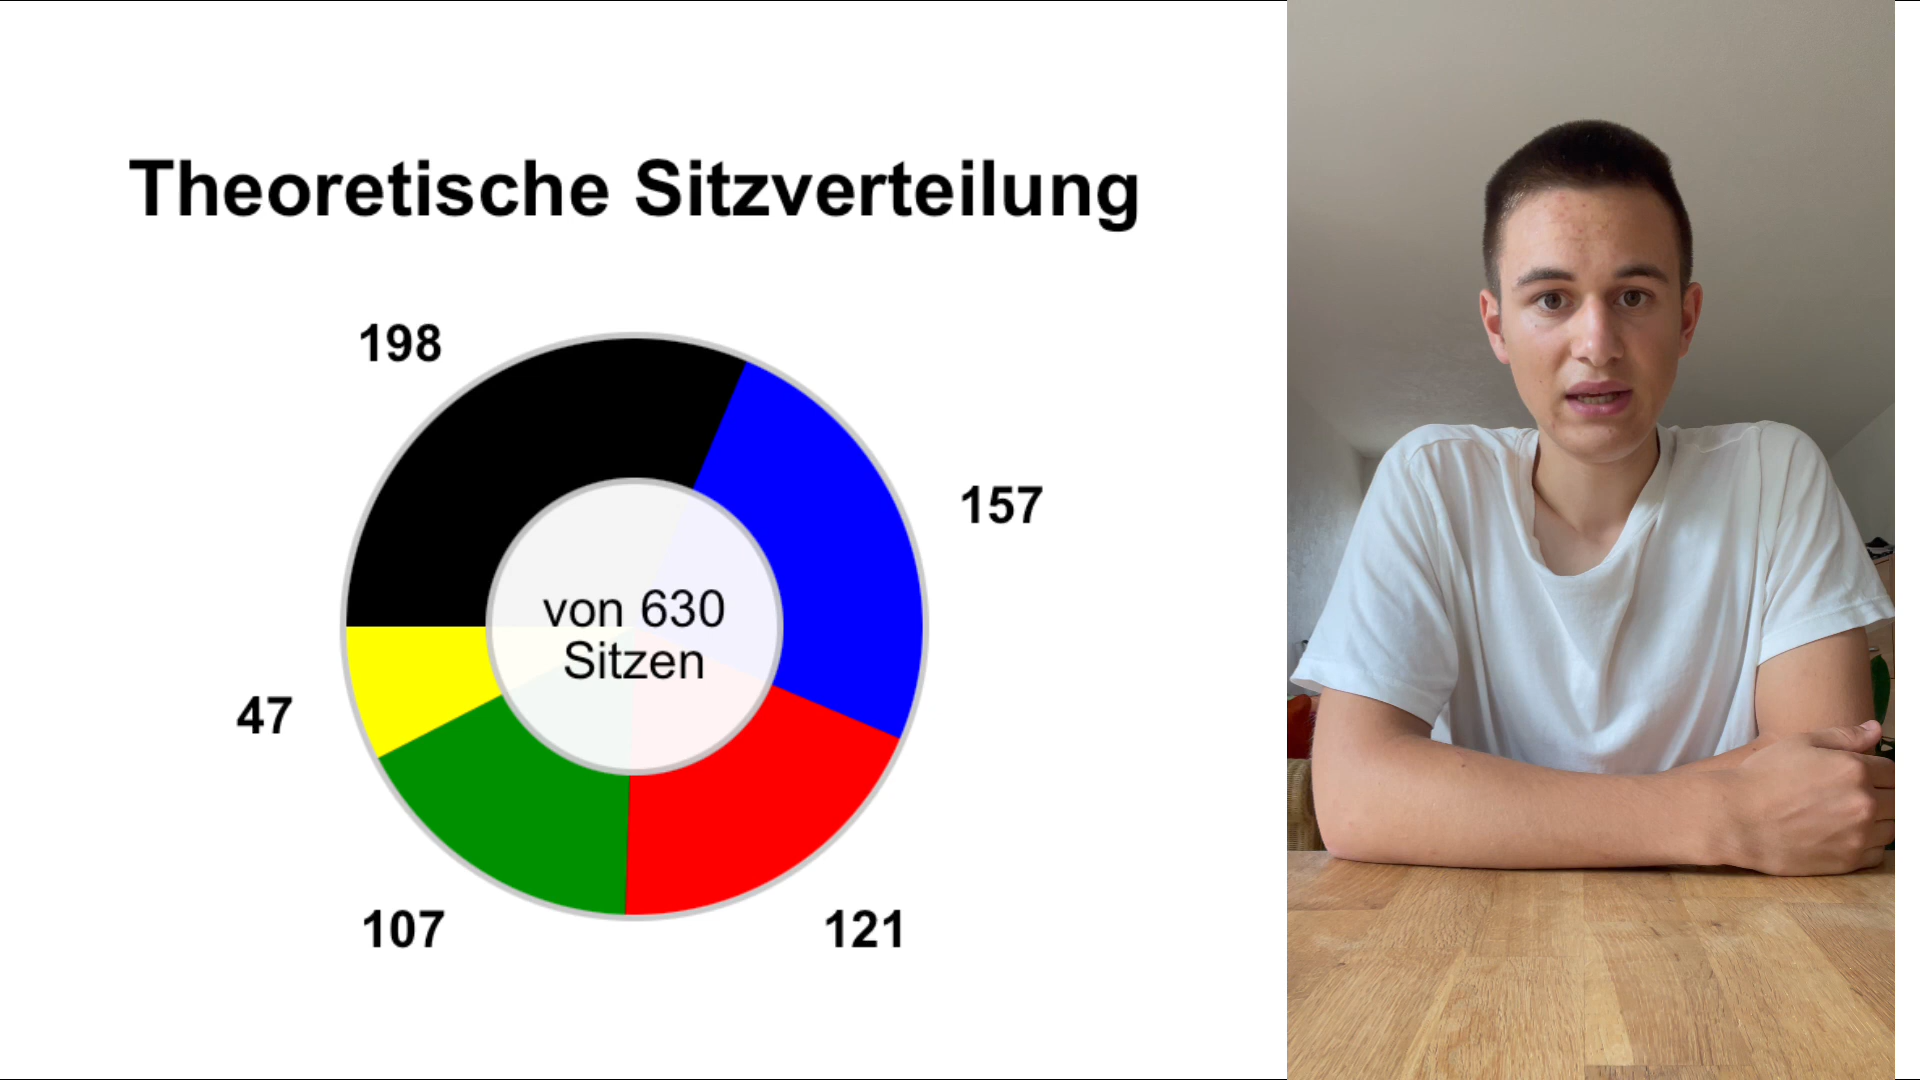 Theoretische Sitzverteilung
198
157
von 630
Sitzen
47
107
121